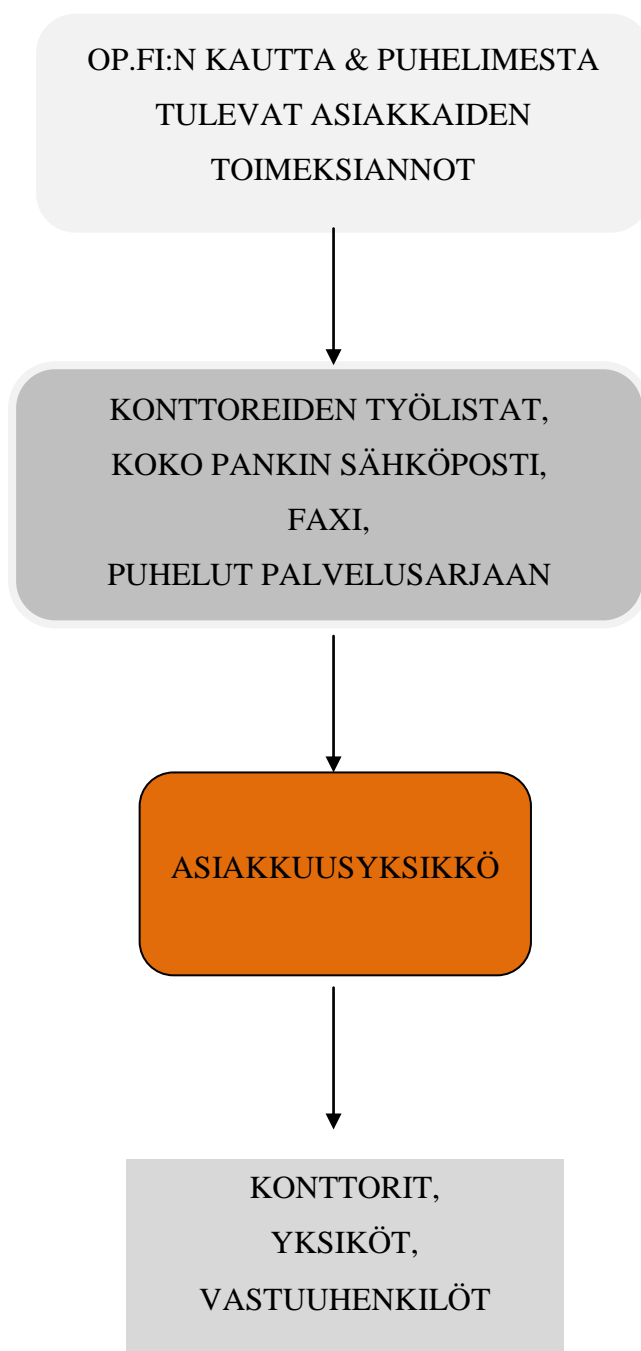 OP.FI:N KAUTTA & PUHELIMESTA
TULEVAT ASIAKKAIDEN
TOIMEKSIANNOT
KONTTOREIDEN TYÖLISTAT,
KOKO PANKIN SÄHKÖPOSTI,
FAXI,
PUHELUT PALVELUSARJAAN
ASIAKKUUSYKSIKKÖ
KONTTORIT,
YKSIKÖT,
VASTUUHENKILÖT